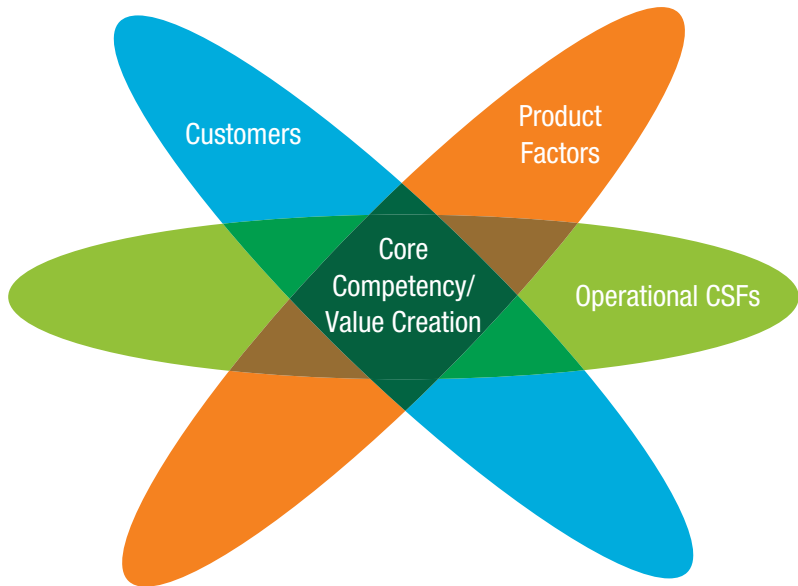 Customers
Product
Factors
Core
Competency/
Value Creation
Operational CSFs